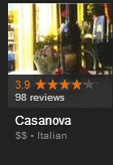 3.9 ★★★★★
98 reviews
Casanova
$$ · Italian